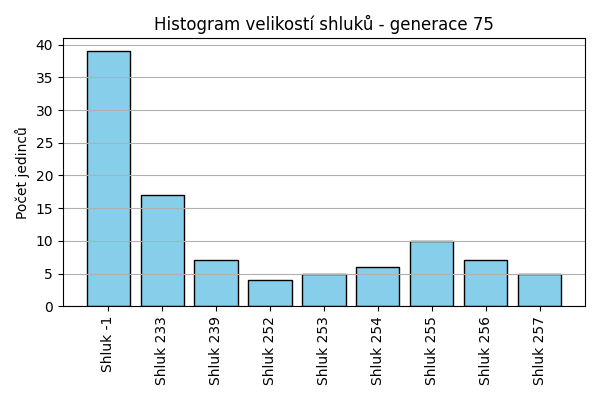 Histogram velikostí shluků - generace 75
Počet jedinců
40
35
30
25
20
15
10
5
0
Shluk -1
Shluk 233
Shluk 239
Shluk 252
Shluk 253
Shluk 254
Shluk 255
Shluk 256
Shluk 257